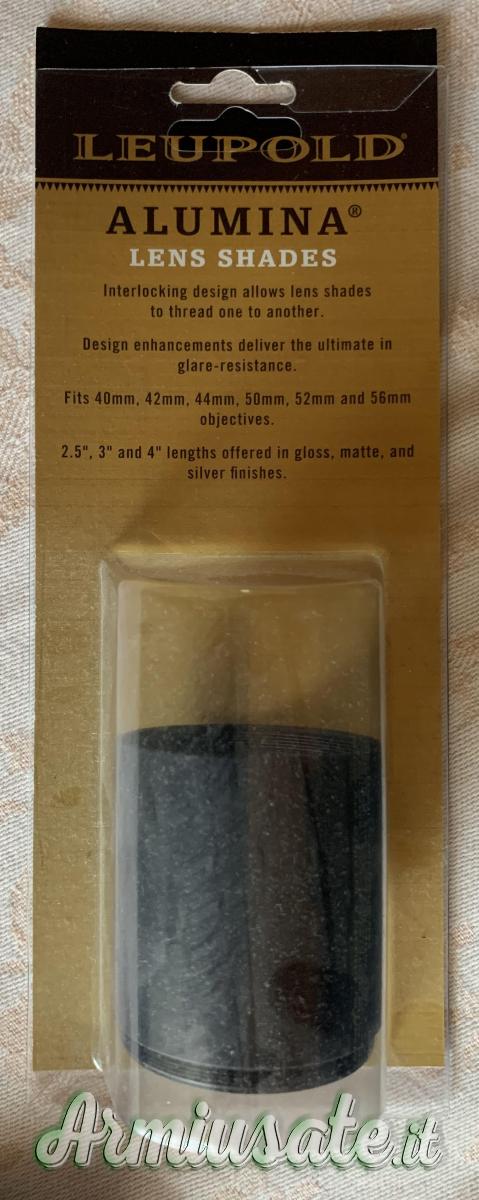 LEUPOLD®
ALUMINA®
LENS SHADES
Interlocking design allows lens shades
to thread one to another.
Design enhancements deliver the ultimate in
glare-resistance.
Fits 40mm, 42mm, 44mm, 50mm, 52mm and 56mm
objectives.
2.5", 3" and 4" lengths offered in gloss, matte, and
silver finishes.
Armiusate.it